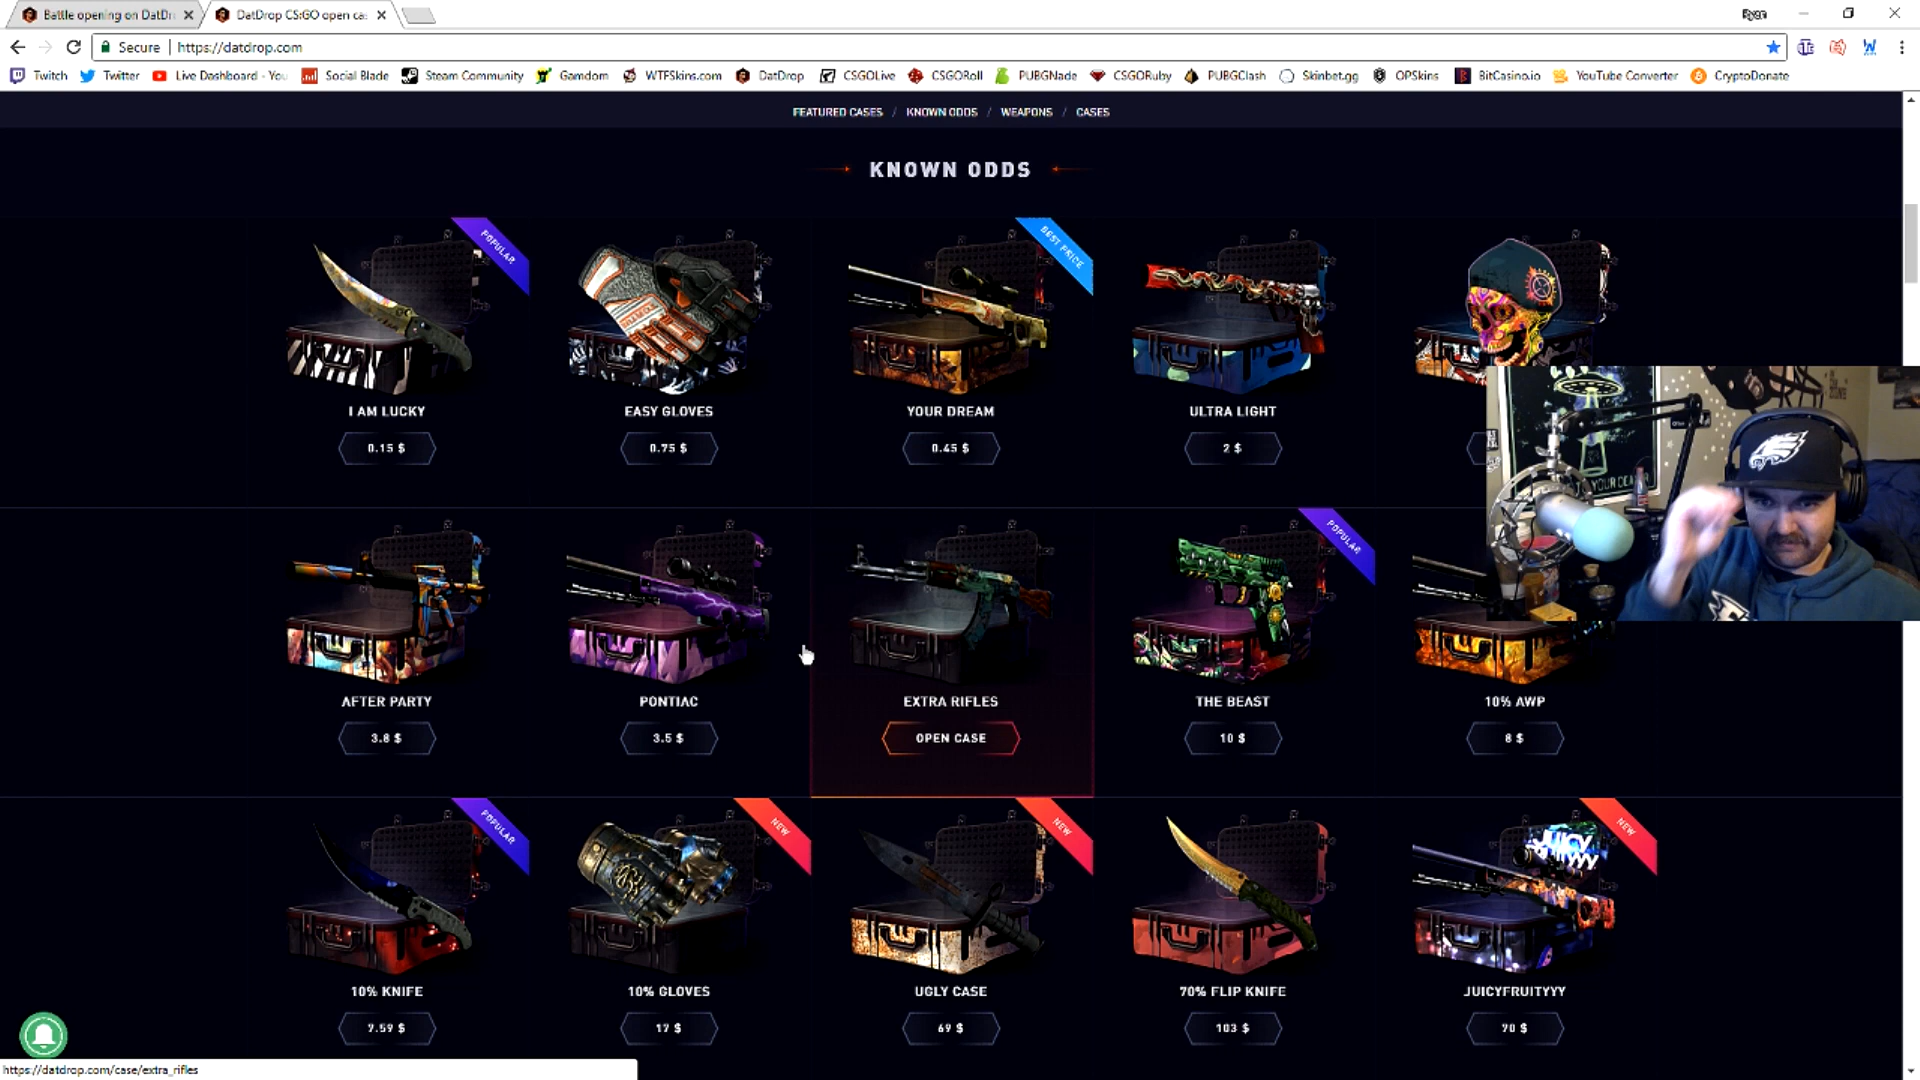 Battle opening on DatDr
DatDrop CS:GO open ca
Ryan
Secure
https://datdrop.com
Twitch
Twitter
Live Dashboard - You
Social Blade
Steam Community
Gamdom
WTFSkins.com
DatDrop
CSGOLive
CSGORoll
PUBGNade
CSGORuby
PUBGClash
Skinbet.gg
OPSkins
BitCasino.io
YouTube Converter
CryptoDonate
FEATURED CASES / KNOWN ODDS / WEAPONS / CASES
KNOWN ODDS
POPULAR
BEST PRICE
I AM LUCKY
EASY GLOVES
YOUR DREAM
ULTRA LIGHT
0.15 $
0.75 $
0.45 $
2 $
POPULAR
AFTER PARTY
PONTIAC
EXTRA RIFLES
THE BEAST
10% AWP
3.8 $
3.5 $
OPEN CASE
10 $
8 $
POPULAR
NEW
NEW
NEW
JUICY
10% KNIFE
10% GLOVES
UGLY CASE
70% FLIP KNIFE
JUICYFRUITYYY
7.59 $
17 $
69 $
103 $
70 $
https://datdrop.com/case/extra_rifles